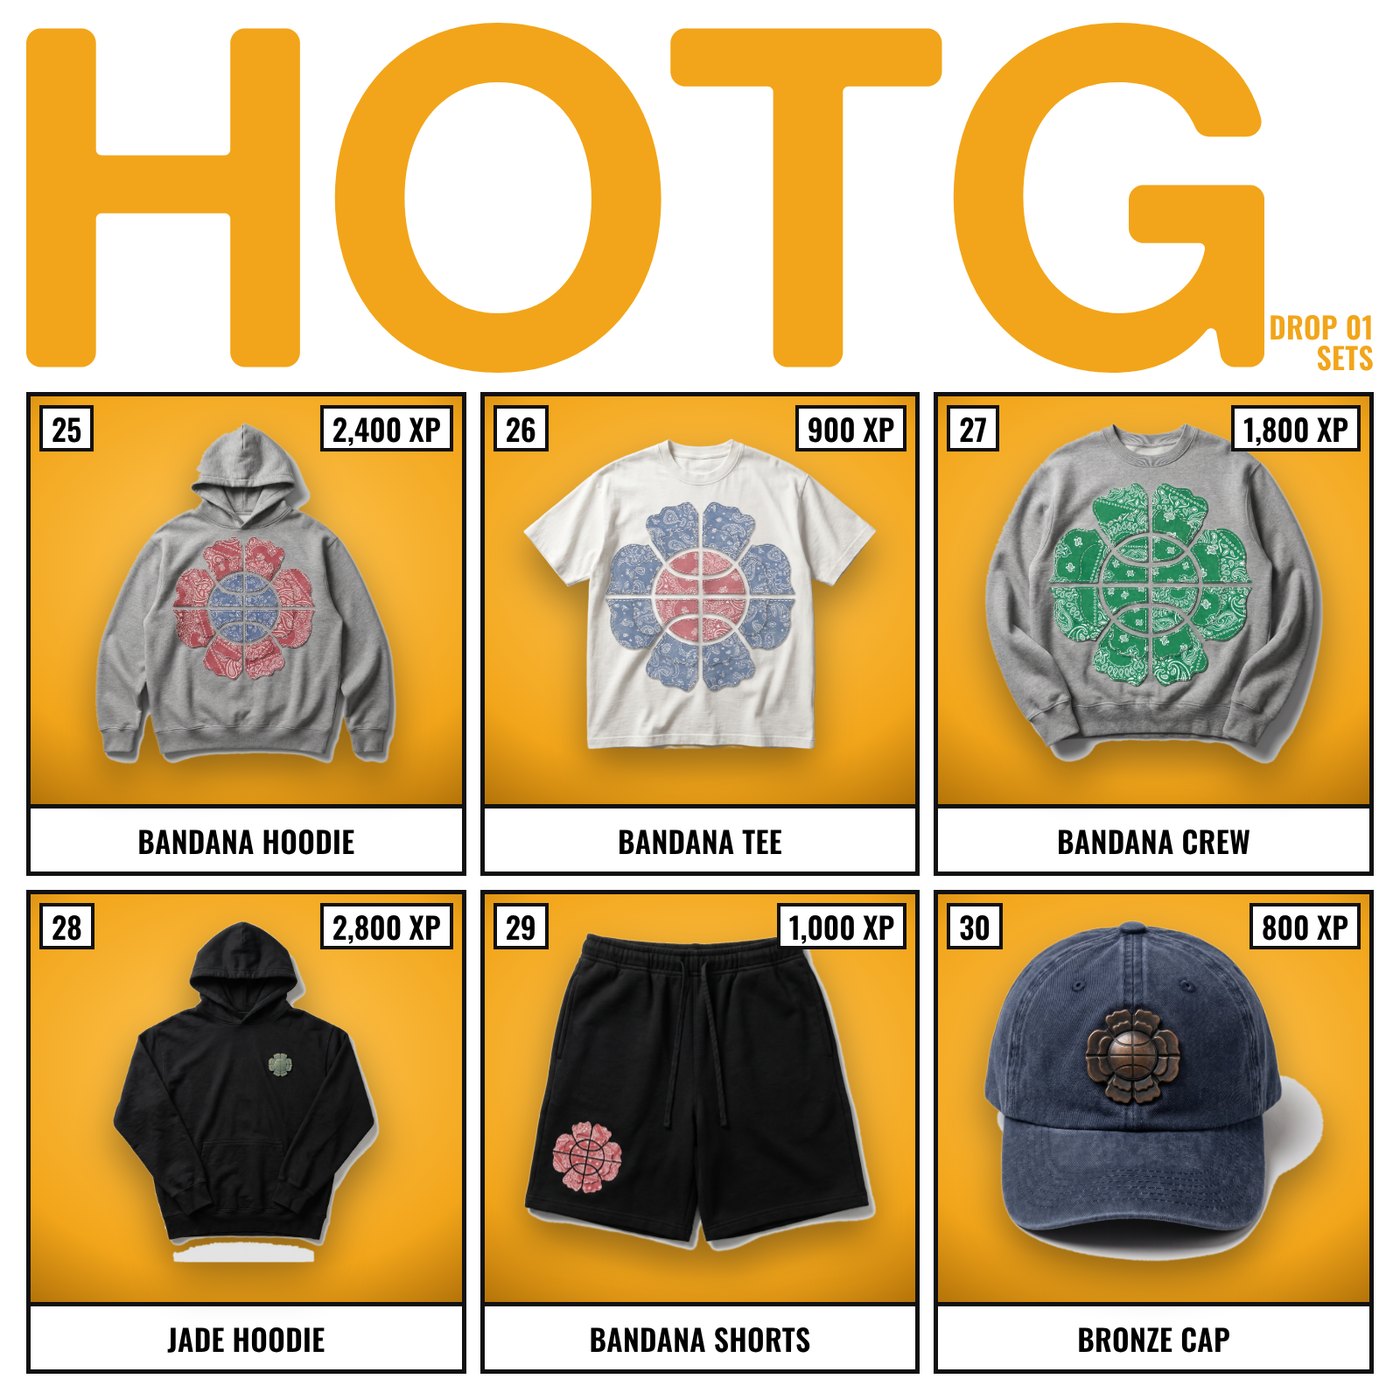 HOTG
DROP 01
SETS
25
2,400 XP
26
900 XP
27
1,800 XP
BANDANA HOODIE
BANDANA TEE
BANDANA CREW
28
2,800 XP
29
1,000 XP
30
800 XP
JADE HOODIE
BANDANA SHORTS
BRONZE CAP